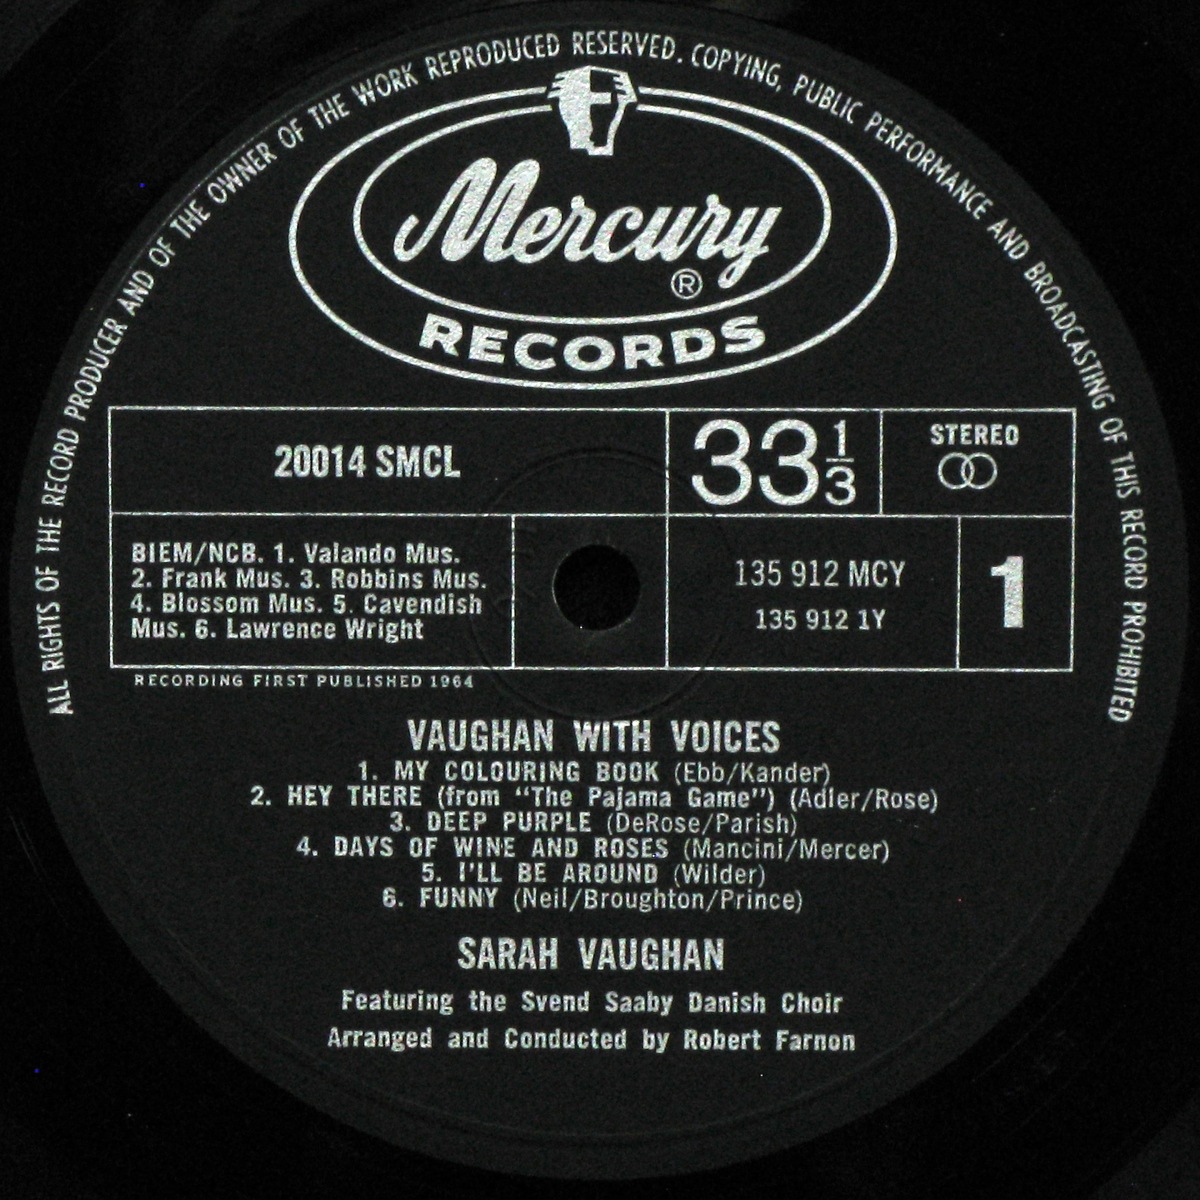 ALL RIGHTS OF THE RECORD PRODUCER AND OF THE OWNER OF THE WORK REPRODUCED RESERVED. COPYING, PUBLIC PERFORMANCE AND BROADCASTING OF THIS RECORD PROHIBITED
Mercury
®
RECORDS
20014 SMCL
33 1/3
STEREO
BIEM/NCB. 1. Valando Mus.
2. Frank Mus. 3. Robbins Mus.
4. Blossom Mus. 5. Cavendish
Mus. 6. Lawrence Wright
135 912 MCY
135 912 1Y
1
RECORDING FIRST PUBLISHED 1964
VAUGHAN WITH VOICES
1. MY COLOURING BOOK (Ebb/Kander)
2. HEY THERE (from “The Pajama Game”) (Adler/Rose)
3. DEEP PURPLE (DeRose/Parish)
4. DAYS OF WINE AND ROSES (Mancini/Mercer)
5. I'LL BE AROUND (Wilder)
6. FUNNY (Neil/Broughton/Prince)
SARAH VAUGHAN
Featuring the Svend Saaby Danish Choir
Arranged and Conducted by Robert Farnon